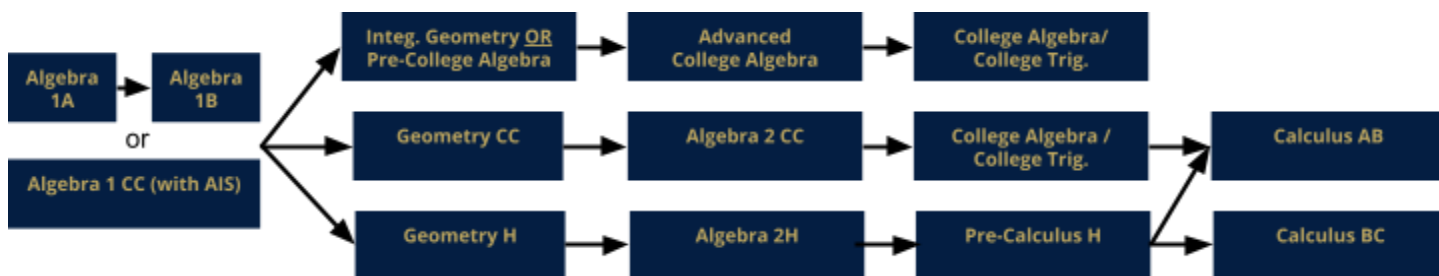 Algebra
1A
Algebra
1B
or
Algebra 1 CC (with AIS)
Integ. Geometry OR
Pre-College Algebra
Advanced
College Algebra
College Algebra/
College Trig.
Geometry CC
Algebra 2 CC
College Algebra /
College Trig.
Calculus AB
Geometry H
Algebra 2H
Pre-Calculus H
Calculus BC